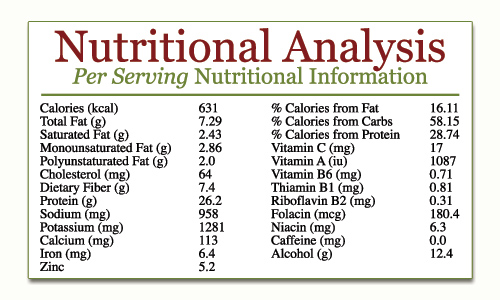 Nutritional Analysis
Per Serving Nutritional Information
Calories (kcal) 631
Total Fat (g) 7.29
Saturated Fat (g) 2.43
Monounsaturated Fat (g) 2.86
Polyunstaturated Fat (g) 2.0
Cholesterol (mg) 64
Dietary Fiber (g) 7.4
Protein (g) 26.2
Sodium (mg) 958
Potassium (mg) 1281
Calcium (mg) 113
Iron (mg) 6.4
Zinc 5.2
% Calories from Fat 16.11
% Calories from Carbs 58.15
% Calories from Protein 28.74
Vitamin C (mg) 17
Vitamin A (iu) 1087
Vitamin B6 (mg) 0.71
Thiamin B1 (mg) 0.81
Riboflavin B2 (mg) 0.31
Folacin (mcg) 180.4
Niacin (mg) 6.3
Caffeine (mg) 0.0
Alcohol (g) 12.4